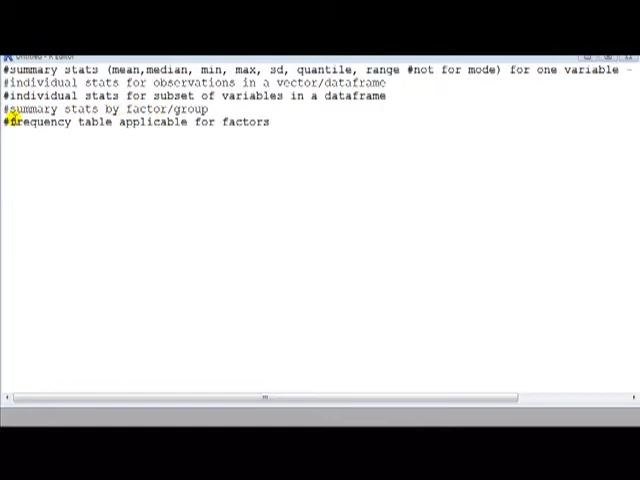 Untitled - R Editor
#summary stats (mean,median, min, max, sd, quantile, range #not for mode) for one variable -
#individual stats for observations in a vector/dataframe
#individual stats for subset of variables in a dataframe
#summary stats by factor/group
#frequency table applicable for factors